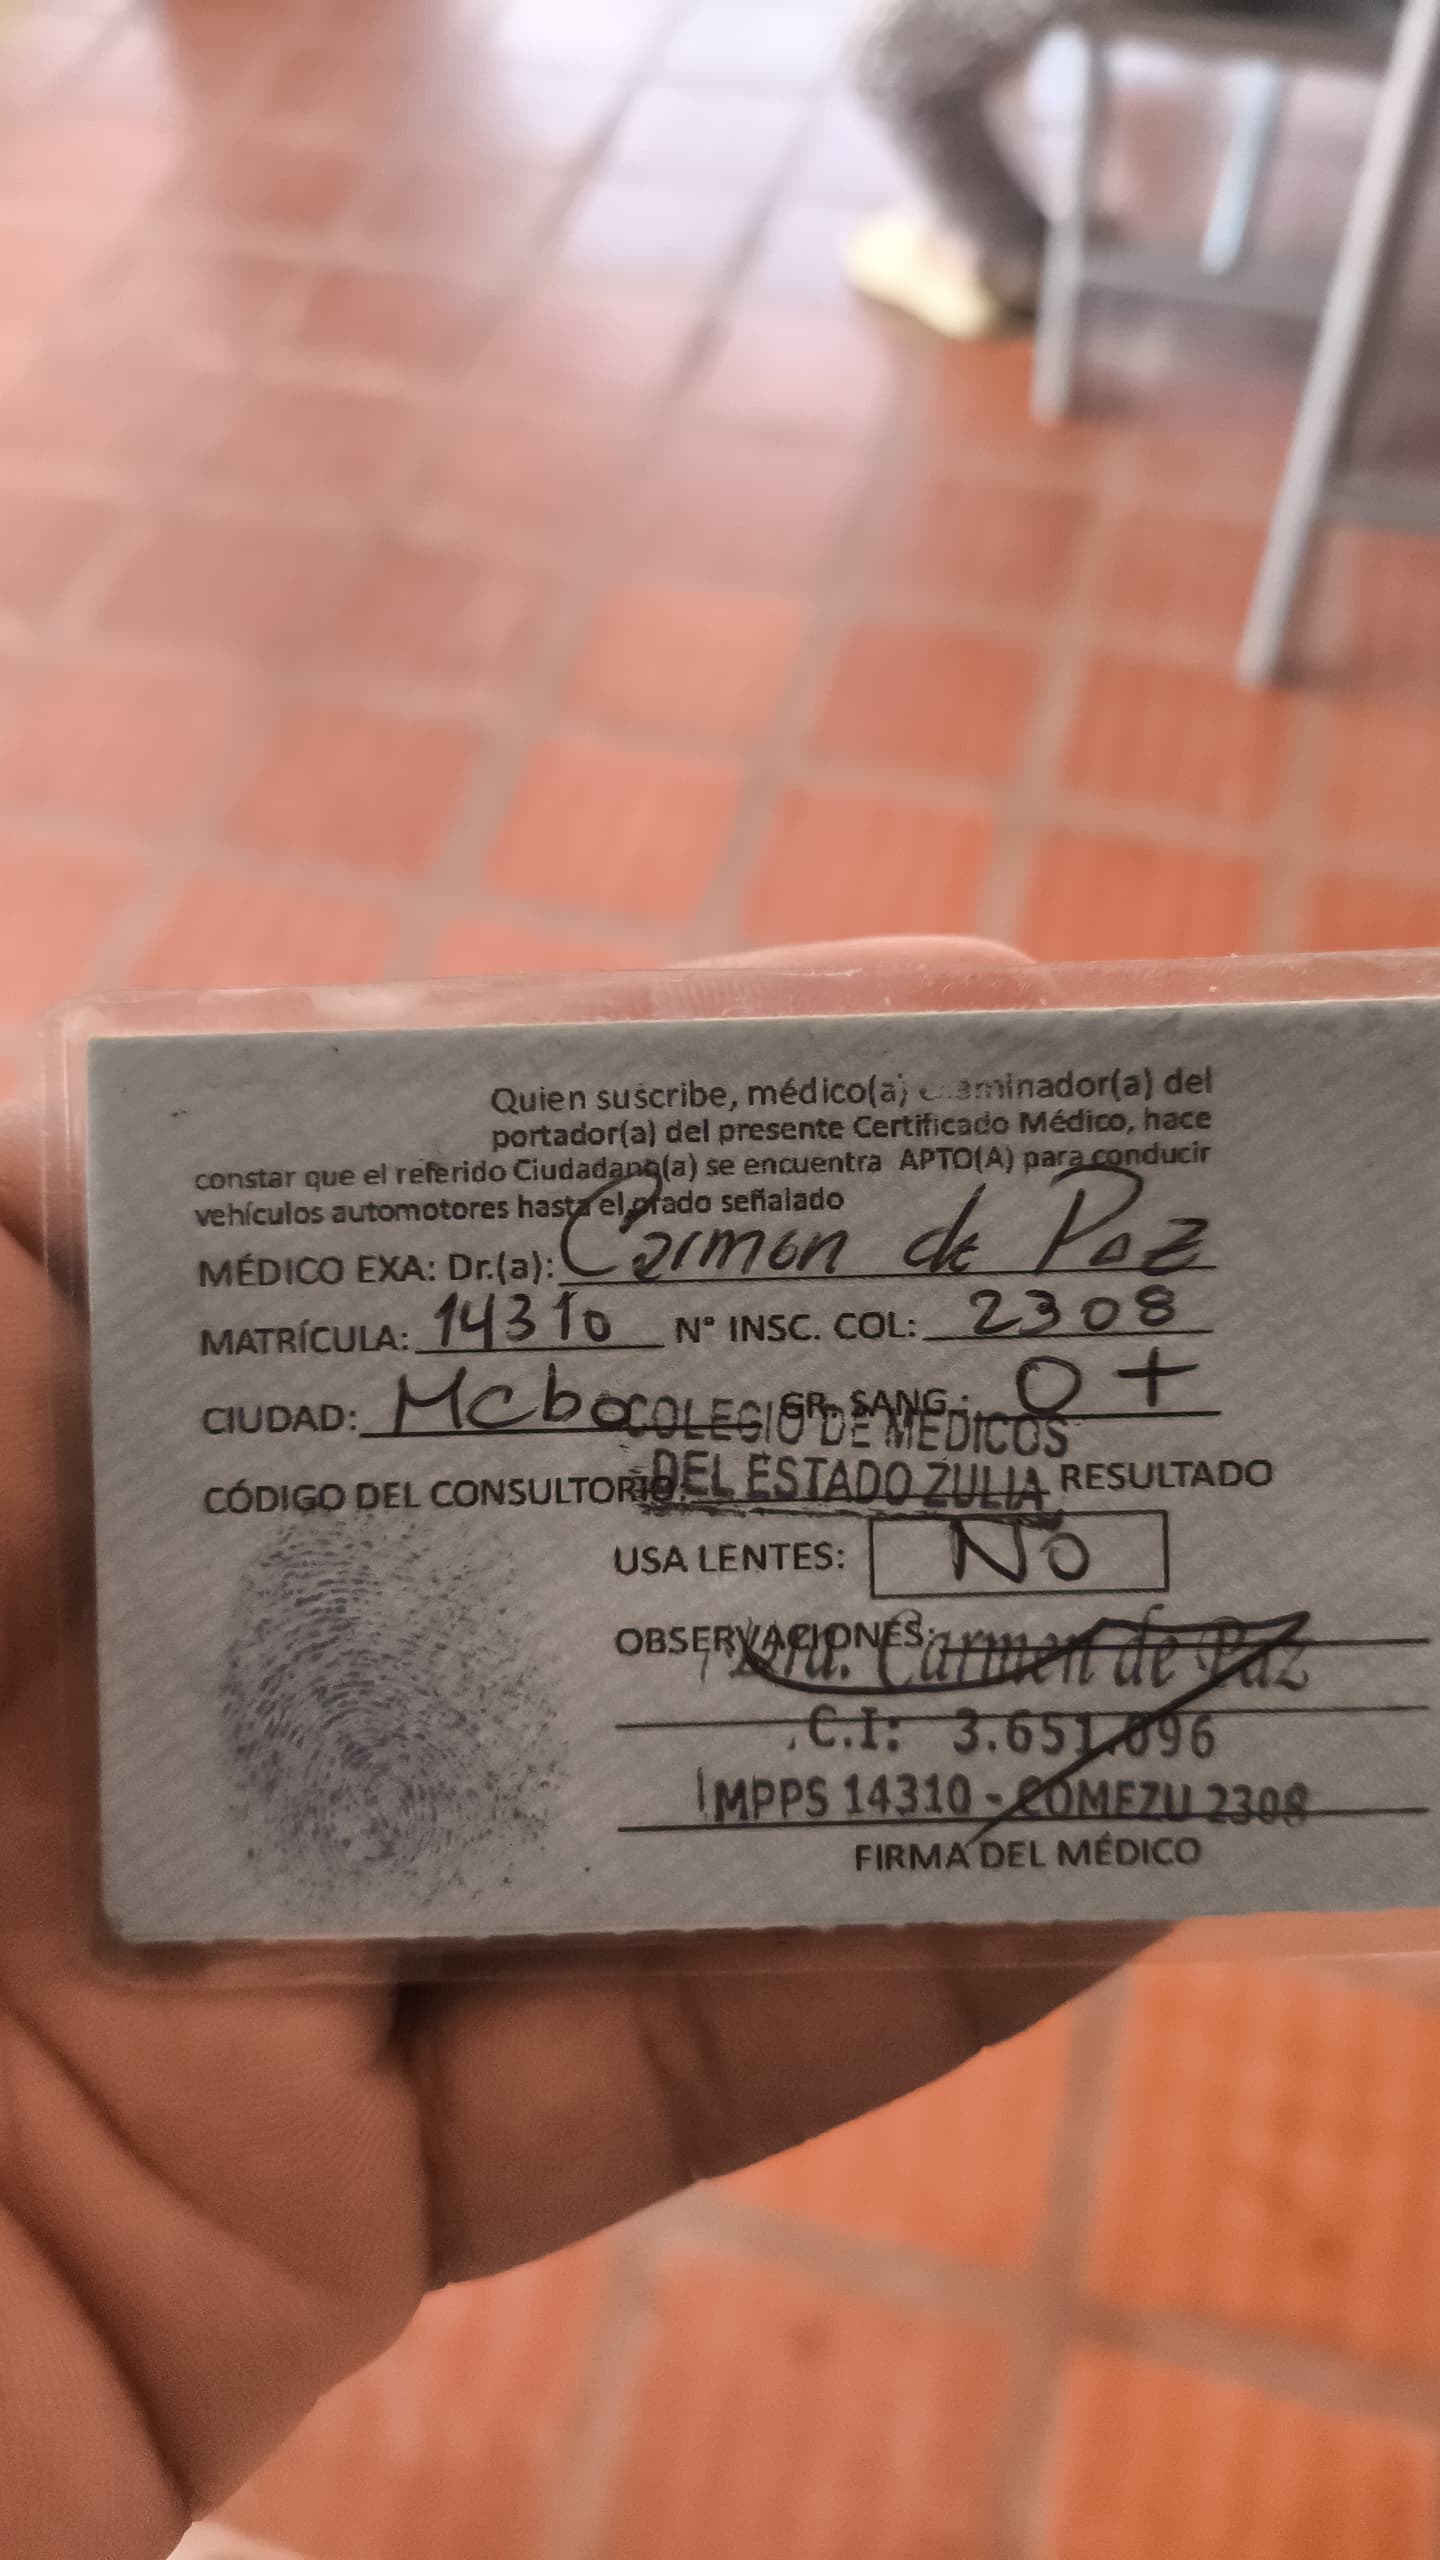 Quien suscribe, médico(a) examinador(a) del
portador(a) del presente Certificado Médico, hace
constar que el referido Ciudadano(a) se encuentra APTO(A) para conducir
vehículos automotores hasta el grado señalado
MÉDICO EXA: Dr.(a): Carmen de Paz
MATRÍCULA: 14310 N° INSC. COL: 2308
CIUDAD: Mcbo GR. SANG.: O +
COLEGIO DE MEDICOS
DEL ESTADO ZULIA
CÓDIGO DEL CONSULTORIO: RESULTADO
USA LENTES: NO
OBSERVACIONES:
Dra. Carmen de Paz
C.I: 3.651.096
MPPS 14310 - COMEZU 2308
FIRMA DEL MÉDICO